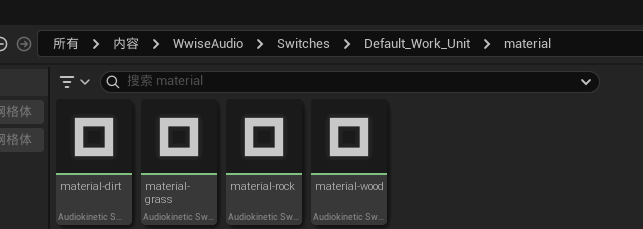 所有 > 内容 > WwiseAudio > Switches > Default_Work_Unit > material
网格体
网格体
搜索 material
material-dirt
Audiokinetic S...
material-
grass
Audiokinetic Sw...
material-rock
Audiokinetic Sw...
material-wood
Audiokinetic Sw...